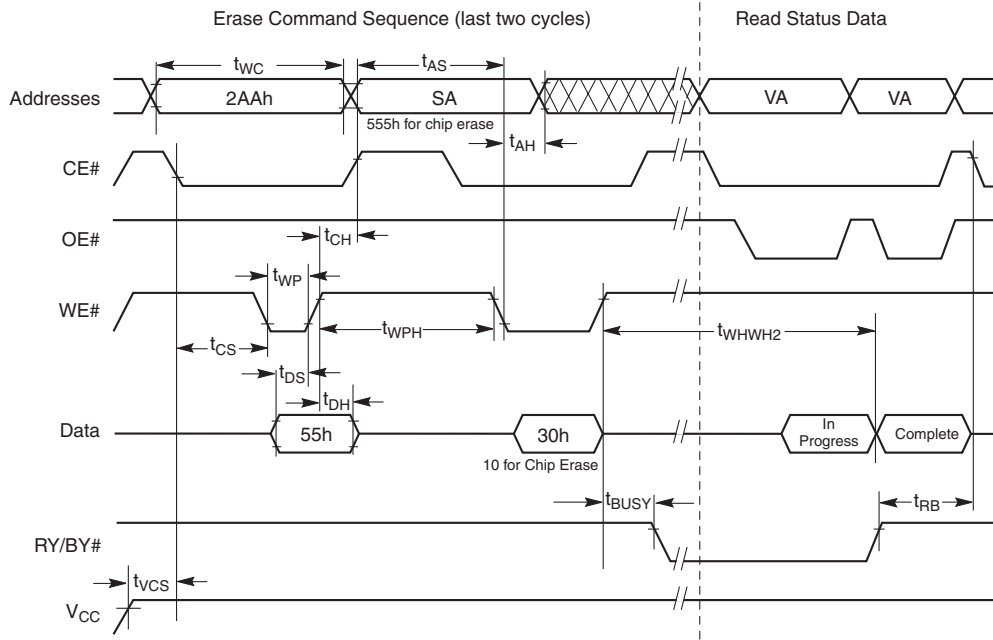 Erase Command Sequence (last two cycles)
Read Status Data
tWC
tAS
Addresses
2AAh
SA
VA
VA
555h for chip erase
tAH
CE#
OE#
tCH
tWP
WE#
tWPH
tWHWH2
tCS
tDS
tDH
Data
55h
30h
In
Progress
Complete
10 for Chip Erase
tBUSY
tRB
RY/BY#
tVCS
VCC